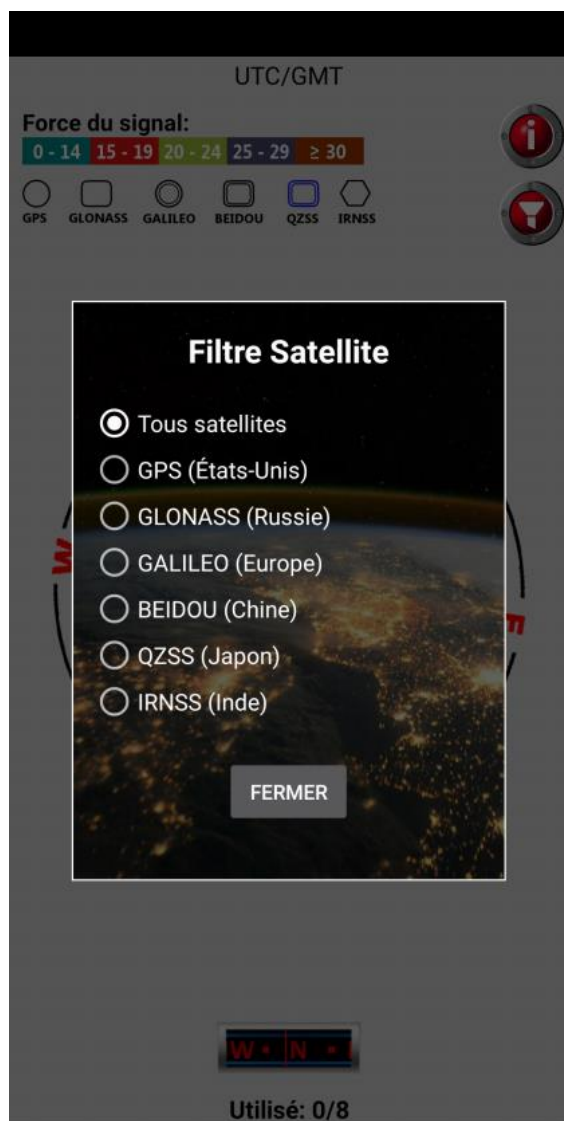 UTC/GMT
Force du signal:
0 - 14 15 - 19 20 - 24 25 - 29 ≥ 30
GPS GLONASS GALILEO BEIDOU QZSS IRNSS
Filtre Satellite
Tous satellites
GPS (États-Unis)
GLONASS (Russie)
GALILEO (Europe)
W
BEIDOU (Chine)
E
QZSS (Japon)
IRNSS (Inde)
FERMER
W • N •
Utilisé: 0/8